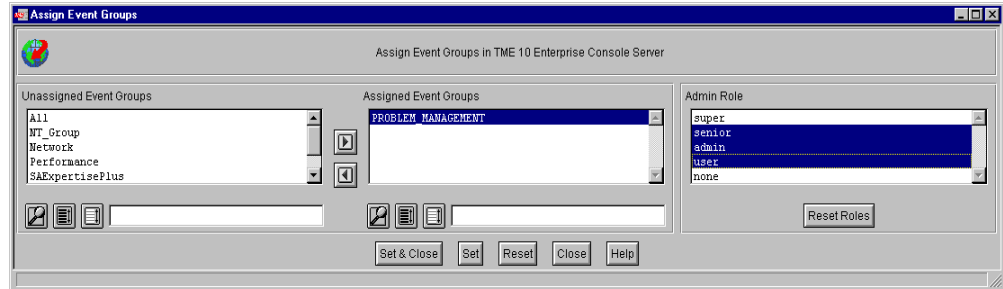 Assign Event Groups
Assign Event Groups in TME 10 Enterprise Console Server
Unassigned Event Groups
All
NT_Group
Network
Performance
SAExpertisePlus
Assigned Event Groups
PROBLEM_MANAGEMENT
Admin Role
super
senior
admin
user
none
Reset Roles
Set & Close
Set
Reset
Close
Help